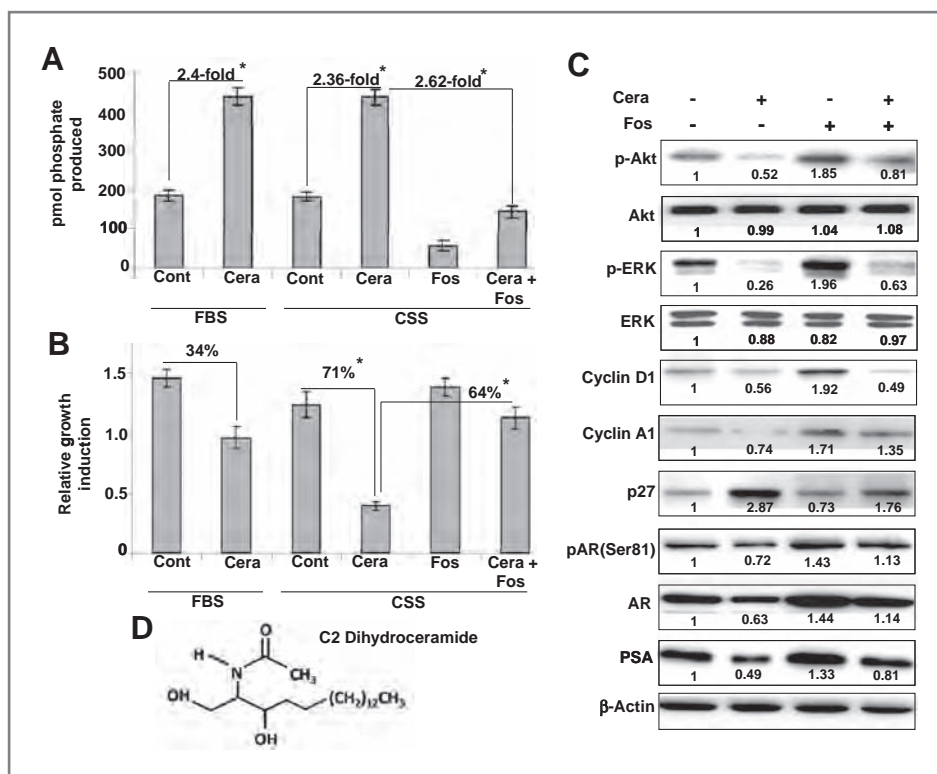 A
pmol phosphate
produced
500
400
300
200
100
0
2.4-fold *
2.36-fold *
2.62-fold *
Cont Cera Cont Cera Fos Cera +
Fos
FBS CSS
B
Relative growth
induction
1.5
1.0
0.5
0
34%
71% *
64% *
Cont Cera Cont Cera Fos Cera +
Fos
FBS CSS
C
Cera - + - +
Fos - - + +
p-Akt
1 0.52 1.85 0.81
Akt
1 0.99 1.04 1.08
p-ERK
1 0.26 1.96 0.63
ERK
1 0.88 0.82 0.97
Cyclin D1
1 0.56 1.92 0.49
Cyclin A1
1 0.74 1.71 1.35
p27
1 2.87 0.73 1.76
pAR(Ser81)
1 0.72 1.43 1.13
AR
1 0.63 1.44 1.14
PSA
1 0.49 1.33 0.81
β-Actin
D
C2 Dihydroceramide
H
O
N
CH3
OH
(CH2)12CH3
OH